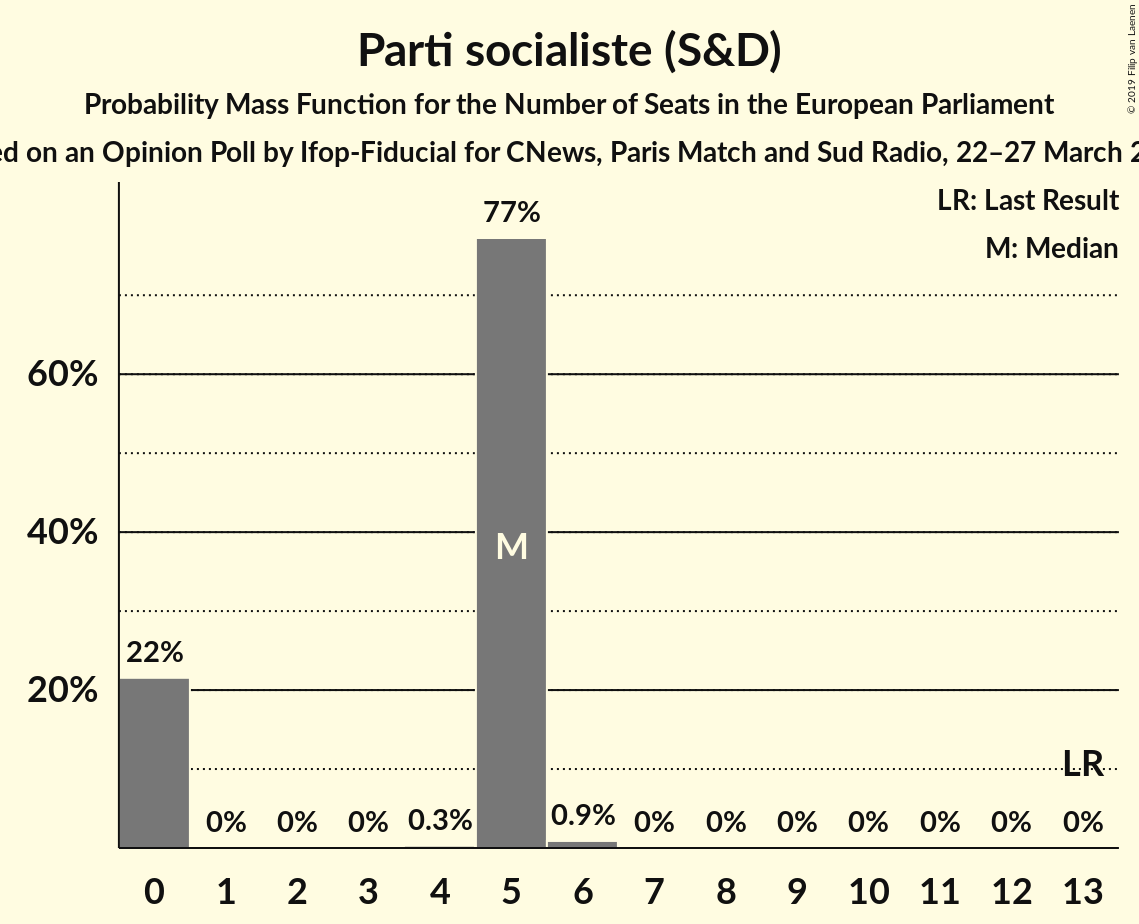 Parti socialiste (S&D)
Probability Mass Function for the Number of Seats in the European Parliament
on an Opinion Poll by Ifop-Fiducial for CNews, Paris Match and Sud Radio, 22–27 March
© 2019 Filip van Laenen
LR: Last Result
M: Median
77%
60%
40%
M
22%
20%
LR
0% 0% 0% 0.3% 0.9% 0% 0% 0% 0% 0% 0% 0%
0 1 2 3 4 5 6 7 8 9 10 11 12 13